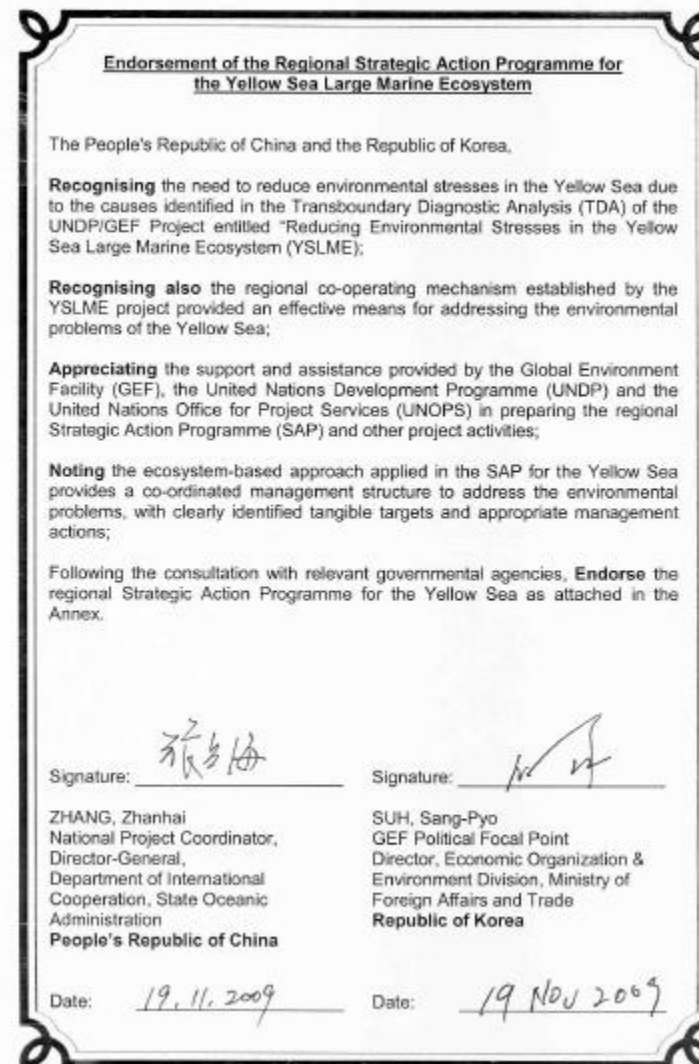 Endorsement of the Regional Strategic Action Programme for
the Yellow Sea Large Marine Ecosystem
The People's Republic of China and the Republic of Korea,
Recognising the need to reduce environmental stresses in the Yellow Sea due
to the causes identified in the Transboundary Diagnostic Analysis (TDA) of the
UNDP/GEF Project entitled "Reducing Environmental Stresses in the Yellow
Sea Large Marine Ecosystem (YSLME);
Recognising also the regional co-operating mechanism established by the
YSLME project provided an effective means for addressing the environmental
problems of the Yellow Sea;
Appreciating the support and assistance provided by the Global Environment
Facility (GEF), the United Nations Development Programme (UNDP) and the
United Nations Office for Project Services (UNOPS) in preparing the regional
Strategic Action Programme (SAP) and other project activities;
Noting the ecosystem-based approach applied in the SAP for the Yellow Sea
provides a co-ordinated management structure to address the environmental
problems, with clearly identified tangible targets and appropriate management
actions;
Following the consultation with relevant governmental agencies, Endorse the
regional Strategic Action Programme for the Yellow Sea as attached in the
Annex.
Signature:
ZHANG, Zhanhai
National Project Coordinator,
Director-General,
Department of International
Cooperation, State Oceanic
Administration
People's Republic of China
Date: 19.11.2009
Signature:
SUH, Sang-Pyo
GEF Political Focal Point
Director, Economic Organization &
Environment Division, Ministry of
Foreign Affairs and Trade
Republic of Korea
Date: 19 NOV 2009